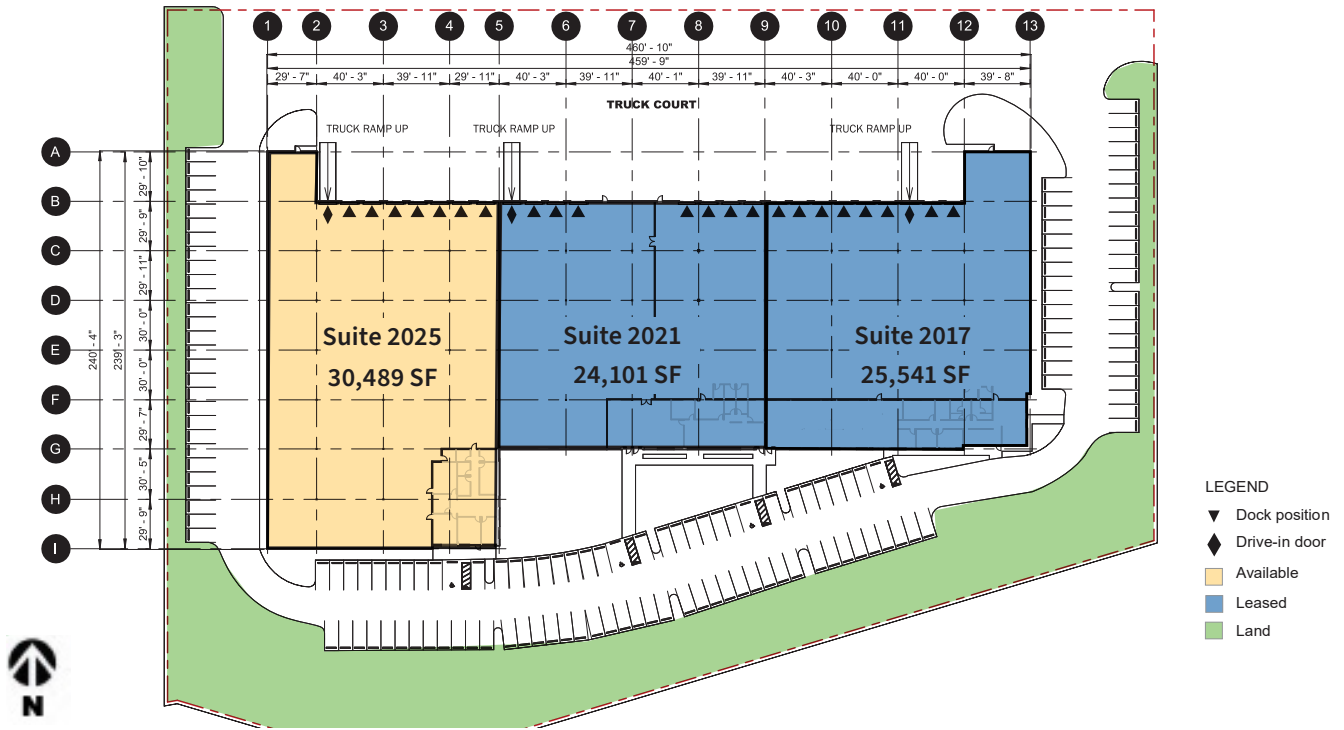 1 2 3 4 5 6 7 8 9 10 11 12 13
460' - 10"
459' - 9"
29' - 7" 40' - 3" 39' - 11" 29' - 11" 40' - 3" 39' - 11" 40' - 1" 39' - 11" 40' - 3" 40' - 0" 40' - 0" 39' - 8"
TRUCK COURT
TRUCK RAMP UP TRUCK RAMP UP TRUCK RAMP UP
A
B
C
D
E
F
G
H
I
240' - 4"
239' - 3"
29' - 10"
29' - 9"
29' - 11"
30' - 0"
30' - 0"
29' - 7"
30' - 5"
29' - 9"
Suite 2025
30,489 SF
Suite 2021
24,101 SF
Suite 2017
25,541 SF
LEGEND
Dock position
Drive-in door
Available
Leased
Land
N